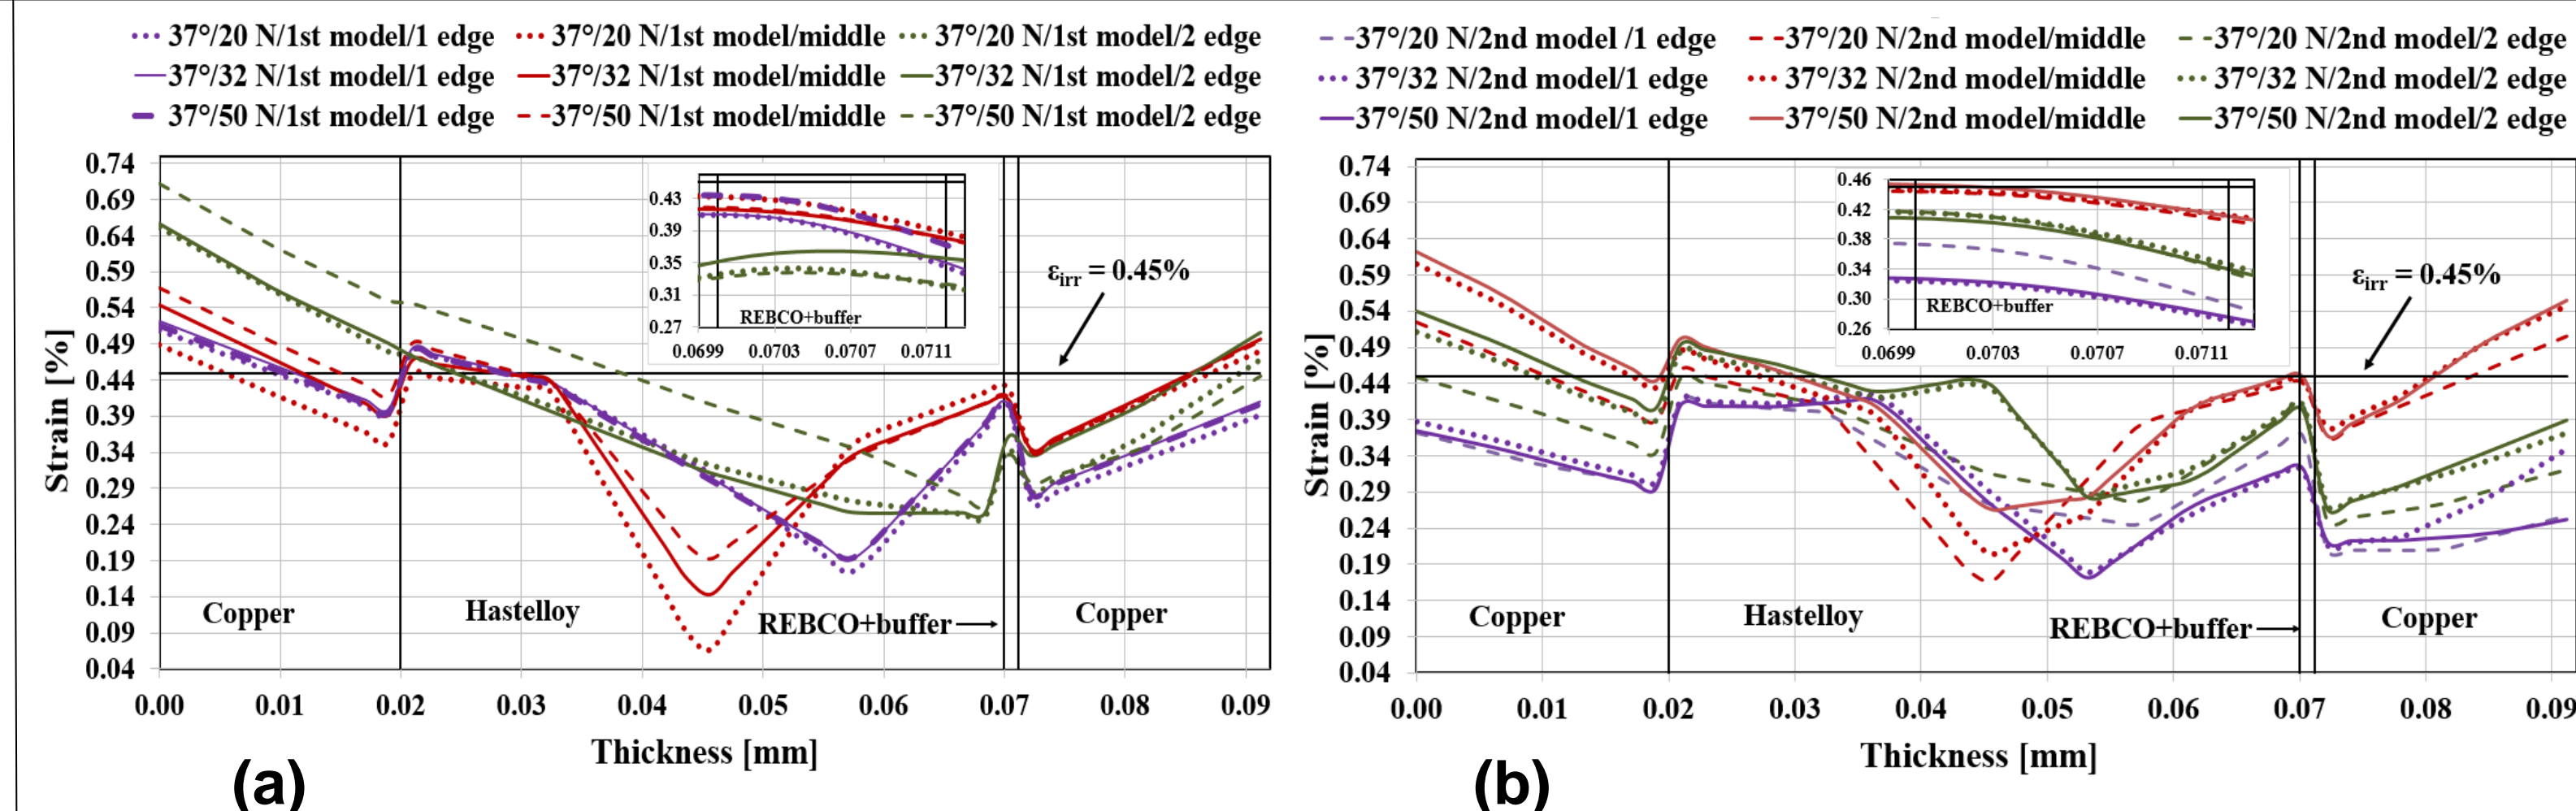 37°/20 N/1st model/1 edge 37°/20 N/1st model/middle 37°/20 N/1st model/2 edge
37°/32 N/1st model/1 edge 37°/32 N/1st model/middle 37°/32 N/1st model/2 edge
37°/50 N/1st model/1 edge 37°/50 N/1st model/middle 37°/50 N/1st model/2 edge
0.74
0.69
0.64
0.59
0.54
0.49
0.44
0.39
0.34
0.29
0.24
0.19
0.14
0.09
0.04
Strain [%]
0.43
0.39
0.35
0.31
0.27
REBCO+buffer
0.0699 0.0703 0.0707 0.0711
εirr = 0.45%
Copper
Hastelloy
REBCO+buffer
Copper
0.00 0.01 0.02 0.03 0.04 0.05 0.06 0.07 0.08 0.09
Thickness [mm]
(a)
37°/20 N/2nd model /1 edge 37°/20 N/2nd model/middle 37°/20 N/2nd model/2 edge
37°/32 N/2nd model/1 edge 37°/32 N/2nd model/middle 37°/32 N/2nd model/2 edge
37°/50 N/2nd model/1 edge 37°/50 N/2nd model/middle 37°/50 N/2nd model/2 edge
0.74
0.69
0.64
0.59
0.54
0.49
0.44
0.39
0.34
0.29
0.24
0.19
0.14
0.09
0.04
Strain [%]
0.46
0.42
0.38
0.34
0.30
0.26
REBCO+buffer
0.0699 0.0703 0.0707 0.0711
εirr = 0.45%
Copper
Hastelloy
REBCO+buffer
Copper
0.00 0.01 0.02 0.03 0.04 0.05 0.06 0.07 0.08 0.09
Thickness [mm]
(b)